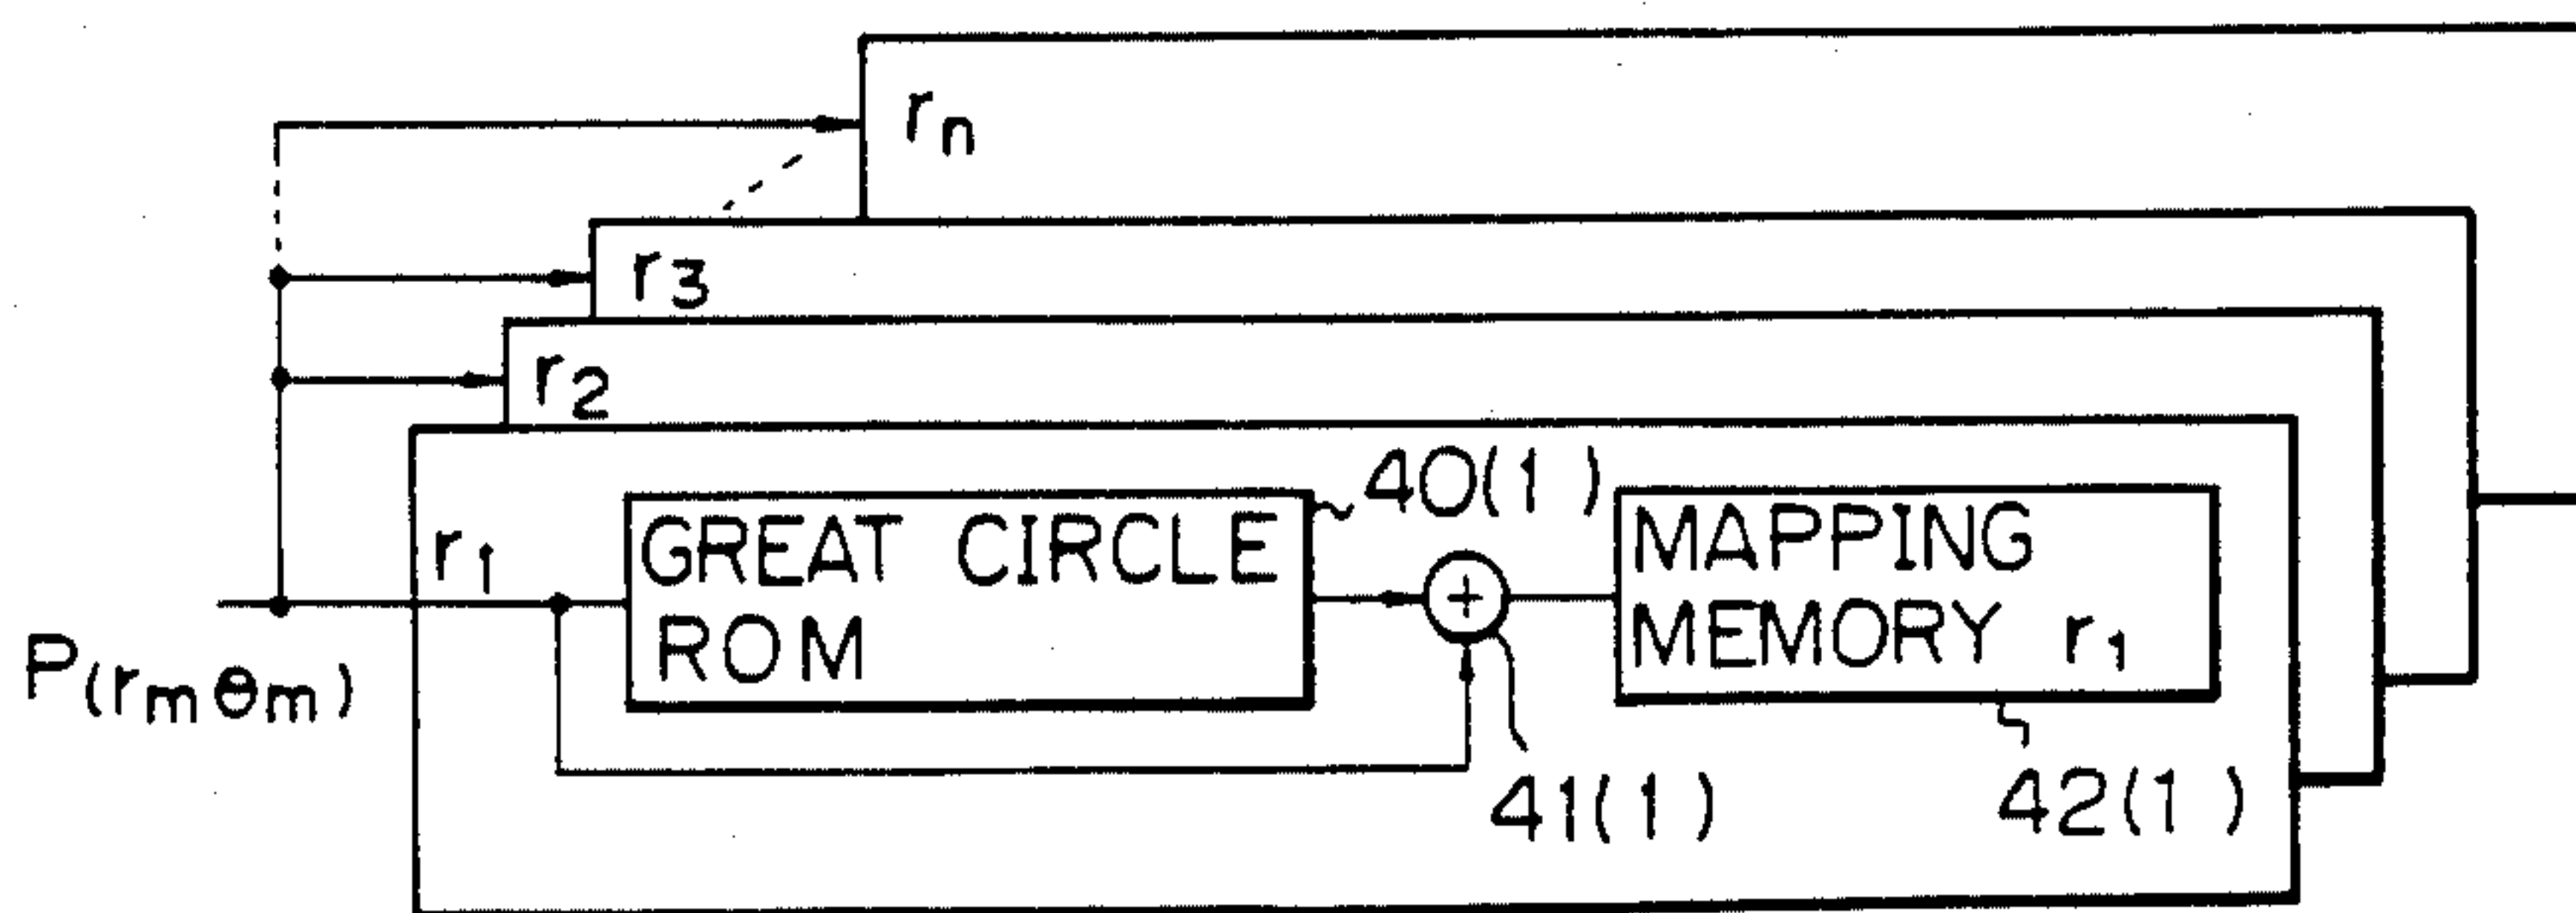 rn
r3
r2
r1
40(1)
GREAT CIRCLE
ROM
+
MAPPING
MEMORY r1
P(rmθm)
41(1)
42(1)